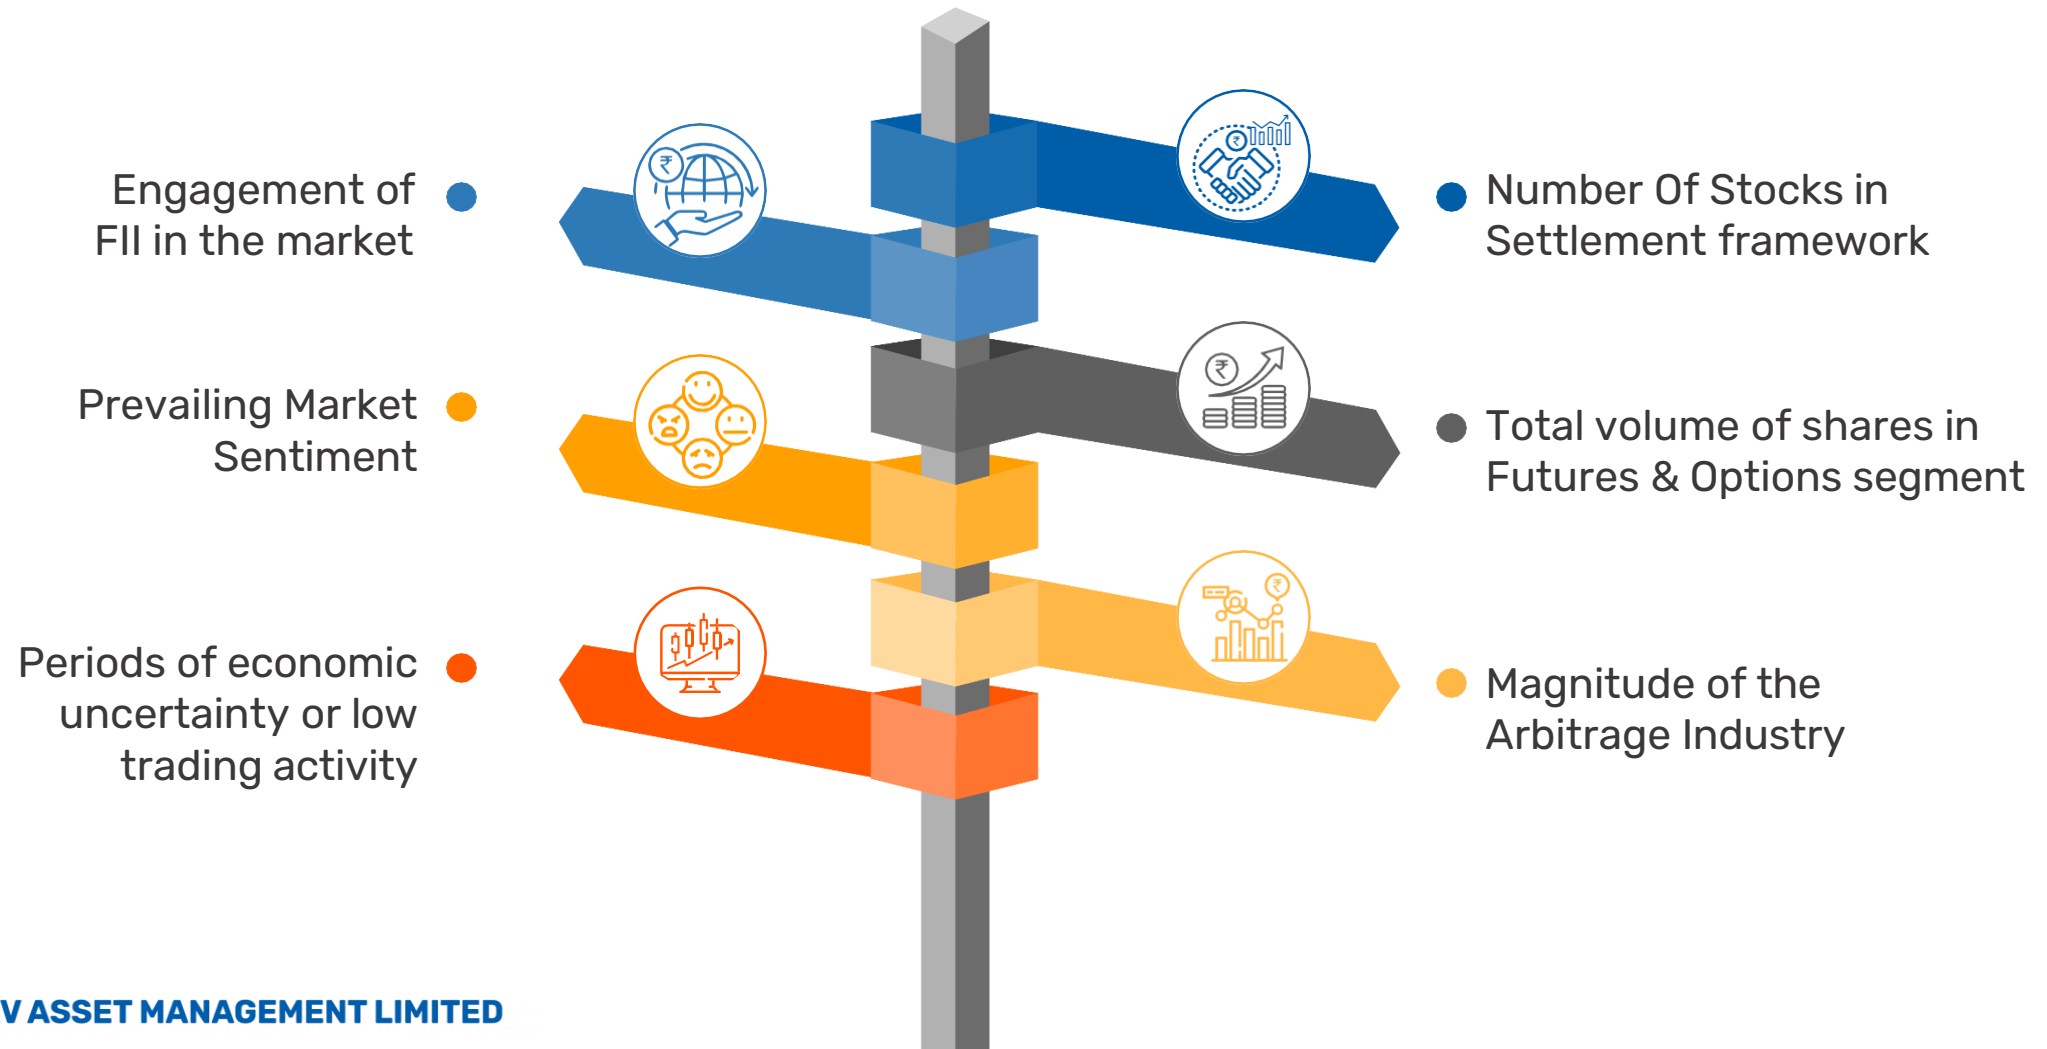 Engagement of
FII in the market
Number Of Stocks in
Settlement framework
Prevailing Market
Sentiment
Total volume of shares in
Futures & Options segment
Periods of economic
uncertainty or low
trading activity
Magnitude of the
Arbitrage Industry
V ASSET MANAGEMENT LIMITED